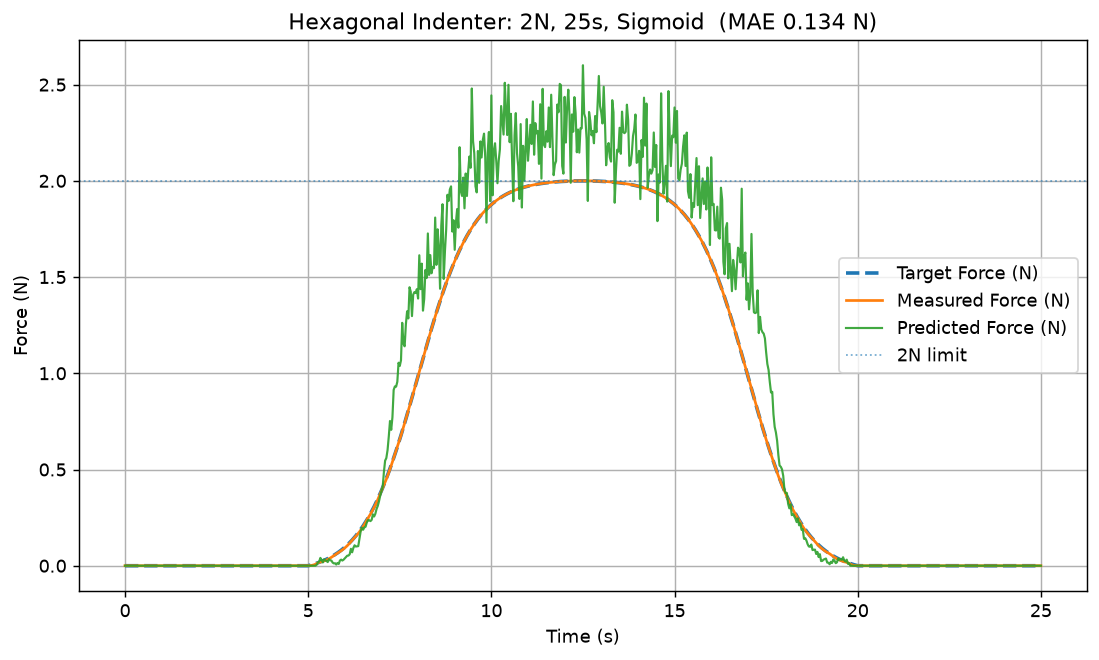 Hexagonal Indenter: 2N, 25s, Sigmoid  (MAE 0.134 N)
Force (N)
2.5
2.0
1.5
1.0
0.5
0.0
Target Force (N)
Measured Force (N)
Predicted Force (N)
2N limit
0 5 10 15 20 25
Time (s)